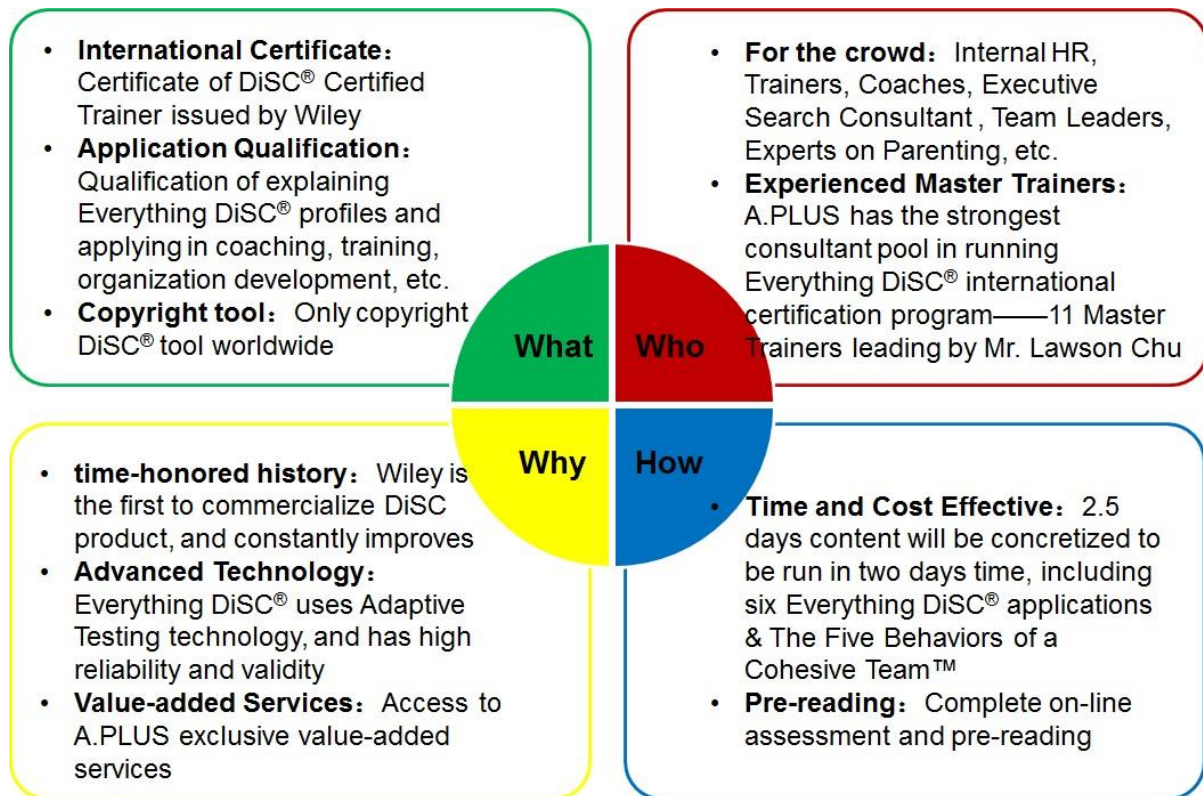 • International Certificate：
Certificate of DiSC® Certified
Trainer issued by Wiley
• Application Qualification：
Qualification of explaining
Everything DiSC® profiles and
applying in coaching, training,
organization development, etc.
• Copyright tool：Only copyright
DiSC® tool worldwide
What
• For the crowd：Internal HR,
Trainers, Coaches, Executive
Search Consultant , Team Leaders,
Experts on Parenting, etc.
• Experienced Master Trainers：
A.PLUS has the strongest
consultant pool in running
Everything DiSC® international
certification program——11 Master
Trainers leading by Mr. Lawson Chu
Who
• time-honored history：Wiley is
the first to commercialize DiSC
product, and constantly improves
• Advanced Technology：
Everything DiSC® uses Adaptive
Testing technology, and has high
reliability and validity
• Value-added Services：Access to
A.PLUS exclusive value-added
services
Why
• Time and Cost Effective：2.5
days content will be concretized to
be run in two days time, including
six Everything DiSC® applications
& The Five Behaviors of a
Cohesive Team™
• Pre-reading：Complete on-line
assessment and pre-reading
How